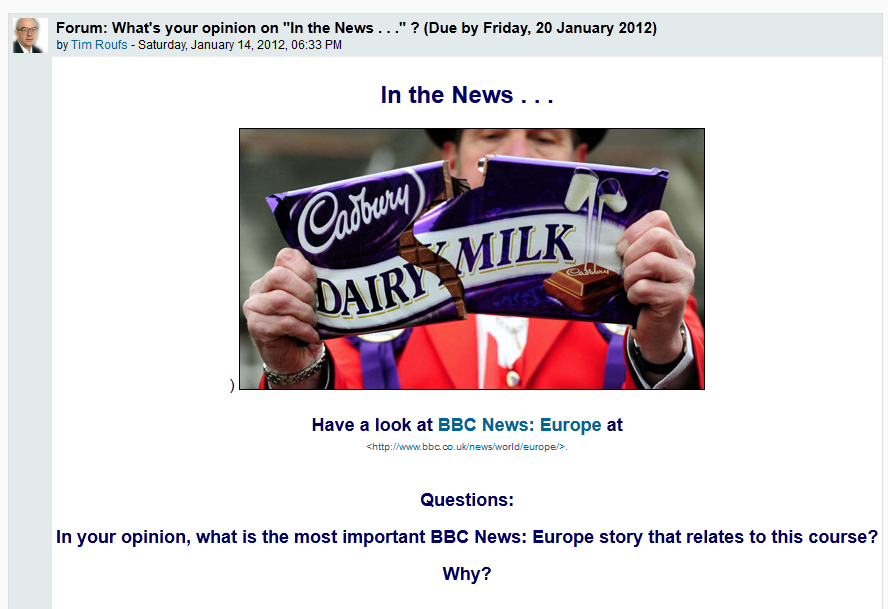 Forum: What's your opinion on "In the News . . ." ? (Due by Friday, 20 January 2012)
by Tim Roufs - Saturday, January 14, 2012, 06:33 PM
In the News . . .
Cadbury
DAIRY MILK
Cadbury
)
Have a look at BBC News: Europe at
<http://www.bbc.co.uk/news/world/europe/>.
Questions:
In your opinion, what is the most important BBC News: Europe story that relates to this course?
Why?